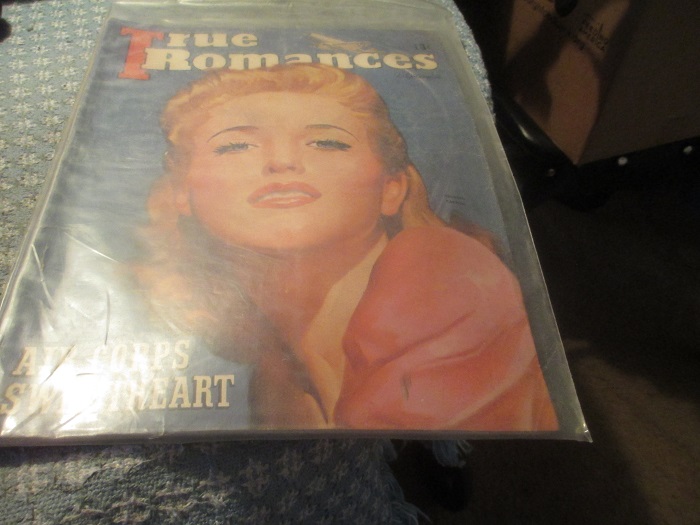 True
Romances
AIR CORPS
SWEETHEART